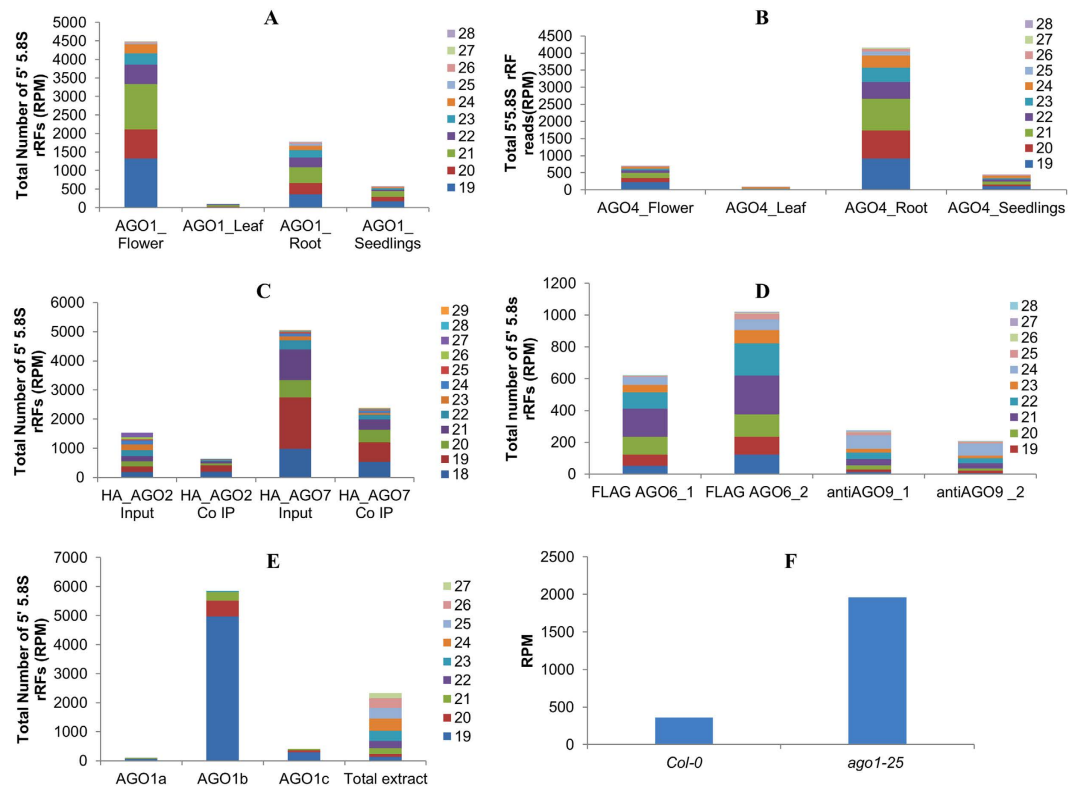 A
Total Number of 5' 5.8S
rRFs (RPM)
5000
4500
4000
3500
3000
2500
2000
1500
1000
500
0
AGO1_
Flower
AGO1_Leaf
AGO1_
Root
AGO1_
Seedlings
28
27
26
25
24
23
22
21
20
19
B
Total 5'5.8S rRF
reads(RPM)
4500
4000
3500
3000
2500
2000
1500
1000
500
0
AGO4_Flower
AGO4_Leaf
AGO4_Root
AGO4_Seedlings
28
27
26
25
24
23
22
21
20
19
C
Total Number of 5' 5.8S
rRFs (RPM)
6000
5000
4000
3000
2000
1000
0
HA_AGO2
Input
HA_AGO2
Co IP
HA_AGO7
Input
HA_AGO7
Co IP
29
28
27
26
25
24
23
22
21
20
19
18
D
Total number of 5' 5.8s
rRFs (RPM)
1200
1000
800
600
400
200
0
FLAG AGO6_1
FLAG AGO6_2
antiAGO9_1
antiAGO9 _2
28
27
26
25
24
23
22
21
20
19
E
Total Number of 5' 5.8S
rRFs (RPM)
7000
6000
5000
4000
3000
2000
1000
0
AGO1a
AGO1b
AGO1c
Total extract
27
26
25
24
23
22
21
20
19
F
RPM
2500
2000
1500
1000
500
0
Col-0
ago1-25